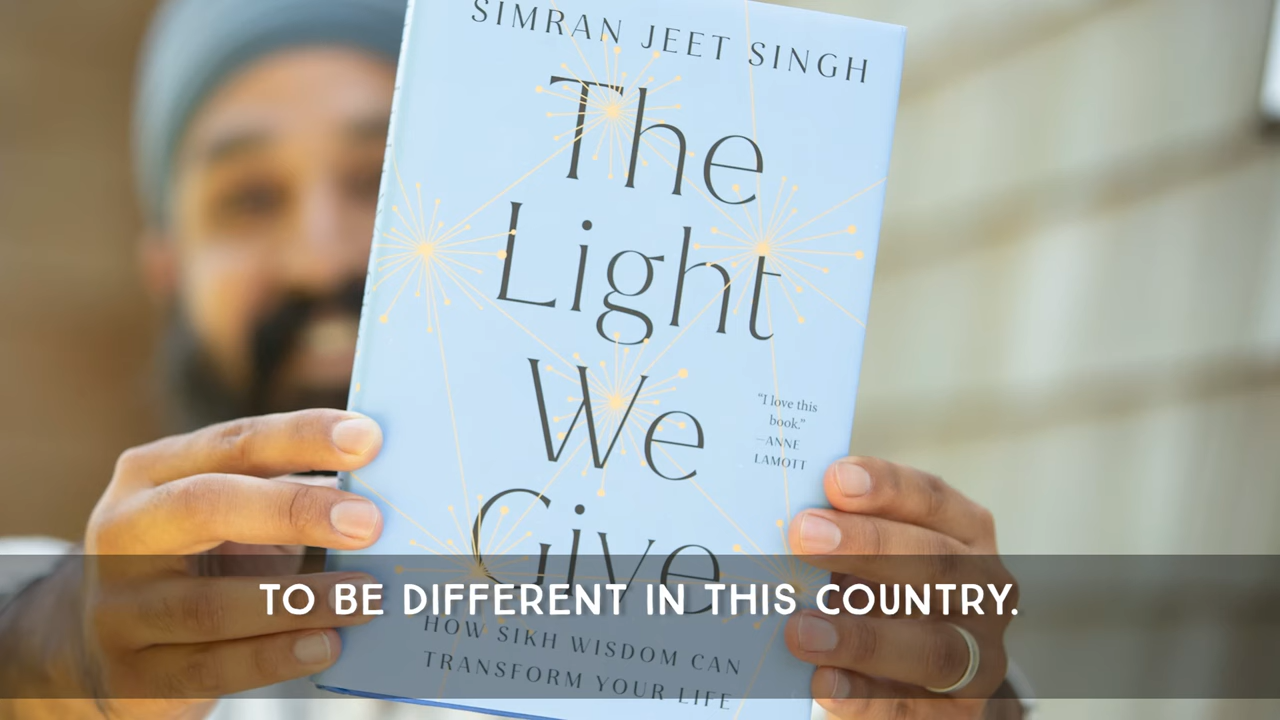 SIMRAN JEET SINGH
The
Light
We
Give
"I love this
book."
—ANNE
LAMOTT
HOW SIKH WISDOM CAN
TRANSFORM YOUR LIFE
TO BE DIFFERENT IN THIS COUNTRY.